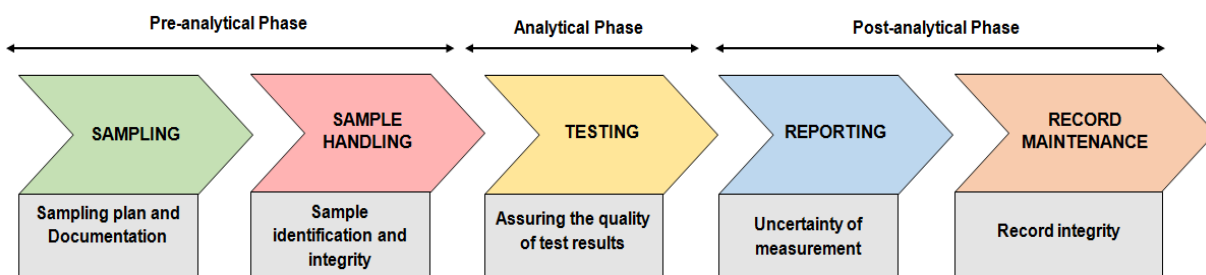 Pre-analytical Phase
Analytical Phase
Post-analytical Phase
SAMPLING
SAMPLE
HANDLING
TESTING
REPORTING
RECORD
MAINTENANCE
Sampling plan and
Documentation
Sample
identification and
integrity
Assuring the quality
of test results
Uncertainty of
measurement
Record integrity